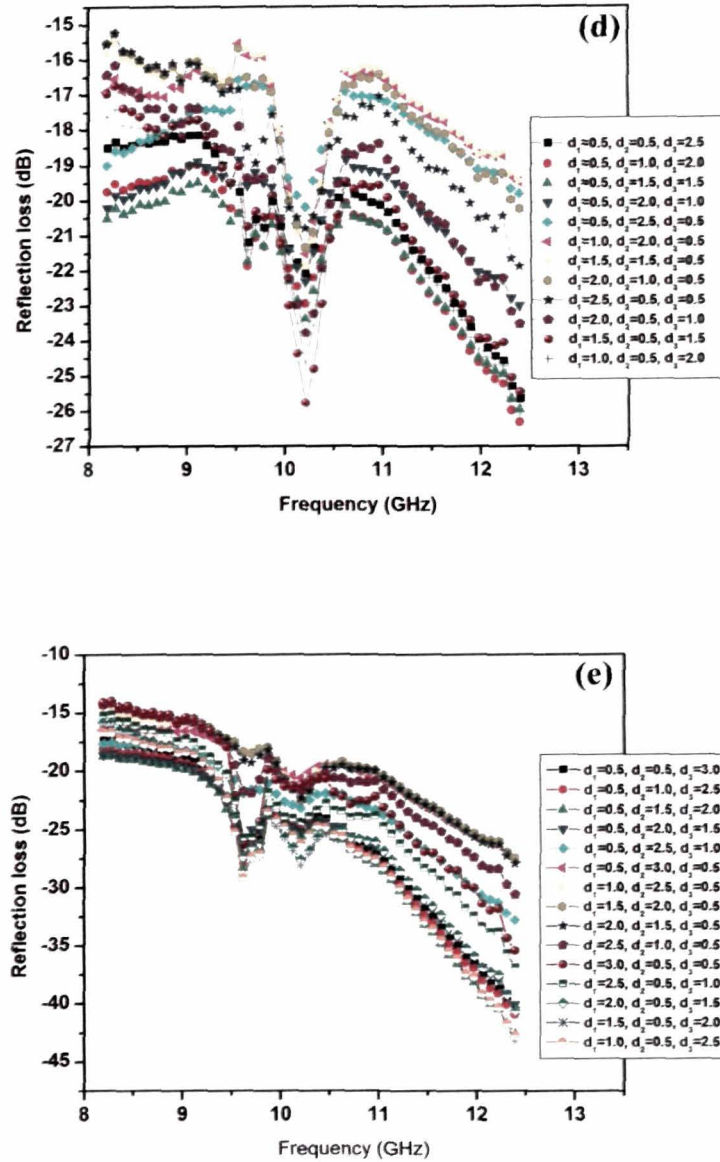 (d)
-15
-16
-17
-18
-19
-20
-21
-22
-23
-24
-25
-26
-27
Reflection loss (dB)
8 9 10 11 12 13
Frequency (GHz)
d₁=0.5, d₂=0.5, d₃=2.5
d₁=0.5, d₂=1.0, d₃=2.0
d₁=0.5, d₂=1.5, d₃=1.5
d₁=0.5, d₂=2.0, d₃=1.0
d₁=0.5, d₂=2.5, d₃=0.5
d₁=1.0, d₂=2.0, d₃=0.5
d₁=1.5, d₂=1.5, d₃=0.5
d₁=2.0, d₂=1.0, d₃=0.5
d₁=2.5, d₂=0.5, d₃=0.5
d₁=2.0, d₂=0.5, d₃=1.0
d₁=1.5, d₂=0.5, d₃=1.5
d₁=1.0, d₂=0.5, d₃=2.0
(e)
-10
-15
-20
-25
-30
-35
-40
-45
Reflection loss (dB)
8 9 10 11 12 13
Frequency (GHz)
d₁=0.5, d₂=0.5, d₃=3.0
d₁=0.5, d₂=1.0, d₃=2.5
d₁=0.5, d₂=1.5, d₃=2.0
d₁=0.5, d₂=2.0, d₃=1.5
d₁=0.5, d₂=2.5, d₃=1.0
d₁=0.5, d₂=3.0, d₃=0.5
d₁=1.0, d₂=2.5, d₃=0.5
d₁=1.5, d₂=2.0, d₃=0.5
d₁=2.0, d₂=1.5, d₃=0.5
d₁=2.5, d₂=1.0, d₃=0.5
d₁=3.0, d₂=0.5, d₃=0.5
d₁=2.5, d₂=0.5, d₃=1.0
d₁=2.0, d₂=0.5, d₃=1.5
d₁=1.5, d₂=0.5, d₃=2.0
d₁=1.0, d₂=0.5, d₃=2.5